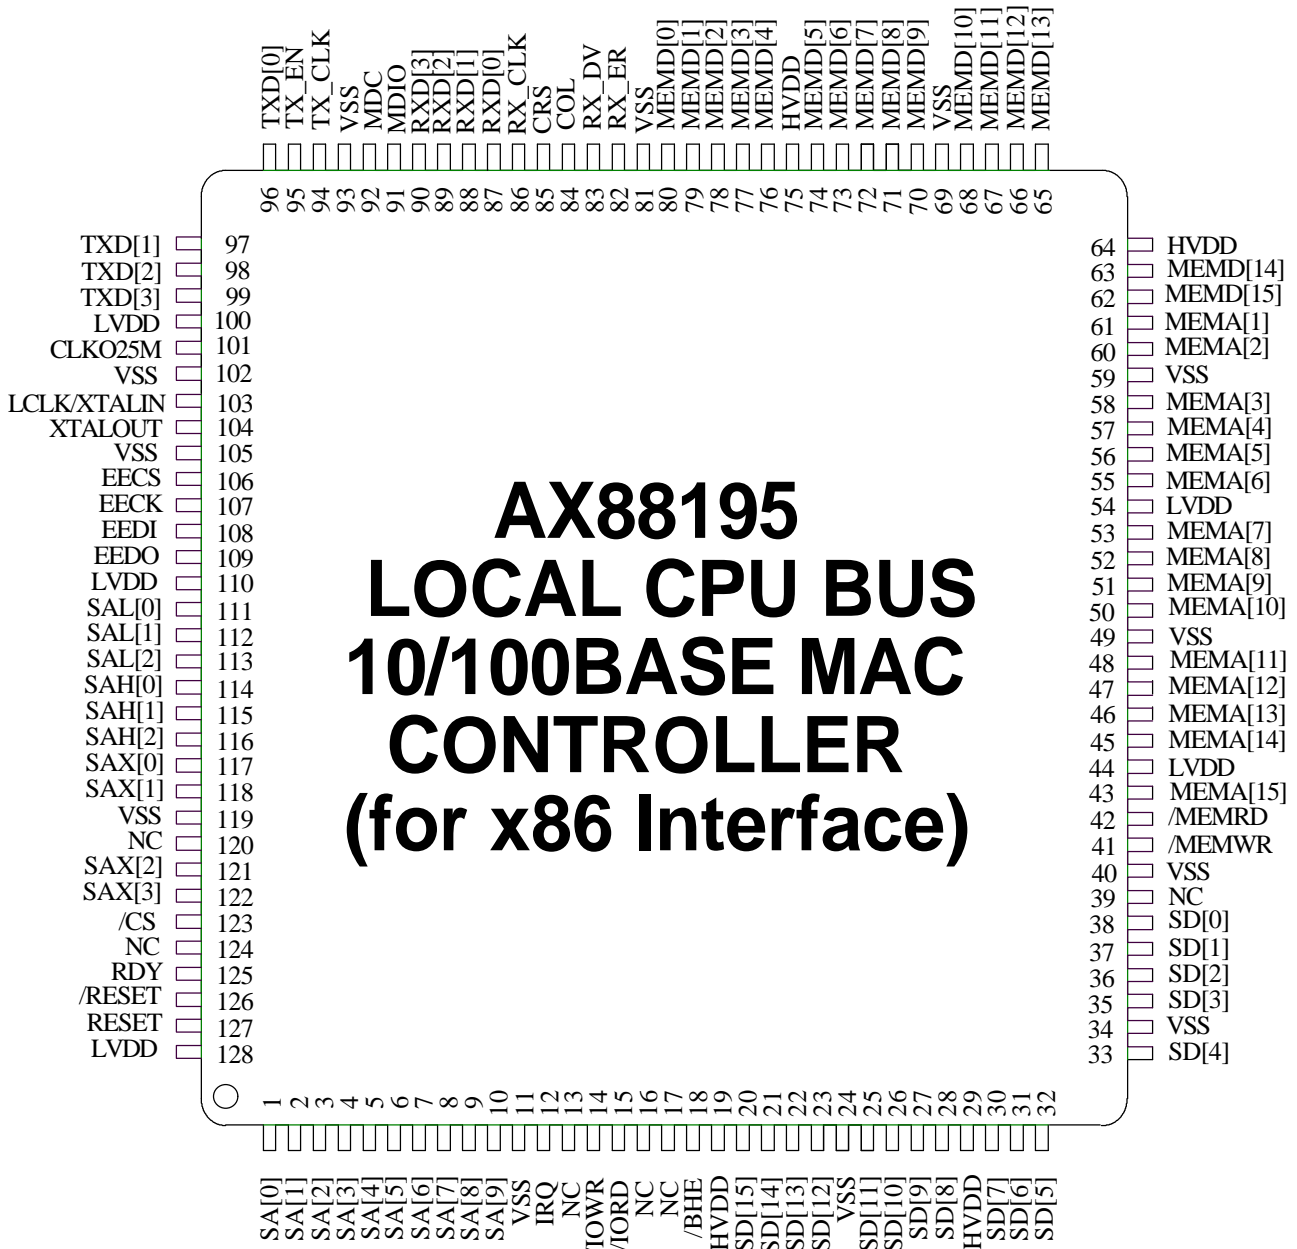 TXD[0]
TX_EN
TX_CLK
VSS
MDC
MDIO
RXD[3]
RXD[2]
RXD[1]
RXD[0]
RX_CLK
CRS
COL
RX_DV
RX_ER
VSS
MEMD[0]
MEMD[1]
MEMD[2]
MEMD[3]
MEMD[4]
HVDD
MEMD[5]
MEMD[6]
MEMD[7]
MEMD[8]
MEMD[9]
VSS
MEMD[10]
MEMD[11]
MEMD[12]
MEMD[13]
96
95
94
93
92
91
90
89
88
87
86
85
84
83
82
81
80
79
78
77
76
75
74
73
72
71
70
69
68
67
66
65
TXD[1] 97
TXD[2] 98
TXD[3] 99
LVDD 100
CLKO25M 101
VSS 102
LCLK/XTALIN 103
XTALOUT 104
VSS 105
EECS 106
EECK 107
EEDI 108
EEDO 109
LVDD 110
SAL[0] 111
SAL[1] 112
SAL[2] 113
SAH[0] 114
SAH[1] 115
SAH[2] 116
SAX[0] 117
SAX[1] 118
VSS 119
NC 120
SAX[2] 121
SAX[3] 122
/CS 123
NC 124
RDY 125
/RESET 126
RESET 127
LVDD 128
AX88195
LOCAL CPU BUS
10/100BASE MAC
CONTROLLER
(for x86 Interface)
64 HVDD
63 MEMD[14]
62 MEMD[15]
61 MEMA[1]
60 MEMA[2]
59 VSS
58 MEMA[3]
57 MEMA[4]
56 MEMA[5]
55 MEMA[6]
54 LVDD
53 MEMA[7]
52 MEMA[8]
51 MEMA[9]
50 MEMA[10]
49 VSS
48 MEMA[11]
47 MEMA[12]
46 MEMA[13]
45 MEMA[14]
44 LVDD
43 MEMA[15]
42 /MEMRD
41 /MEMWR
40 VSS
39 NC
38 SD[0]
37 SD[1]
36 SD[2]
35 SD[3]
34 VSS
33 SD[4]
1
2
3
4
5
6
7
8
9
10
11
12
13
14
15
16
17
18
19
20
21
22
23
24
25
26
27
28
29
30
31
32
SA[0]
SA[1]
SA[2]
SA[3]
SA[4]
SA[5]
SA[6]
SA[7]
SA[8]
SA[9]
VSS
IRQ
NC
/IOWR
/IORD
NC
NC
/BHE
HVDD
SD[15]
SD[14]
SD[13]
SD[12]
VSS
SD[11]
SD[10]
SD[9]
SD[8]
HVDD
SD[7]
SD[6]
SD[5]